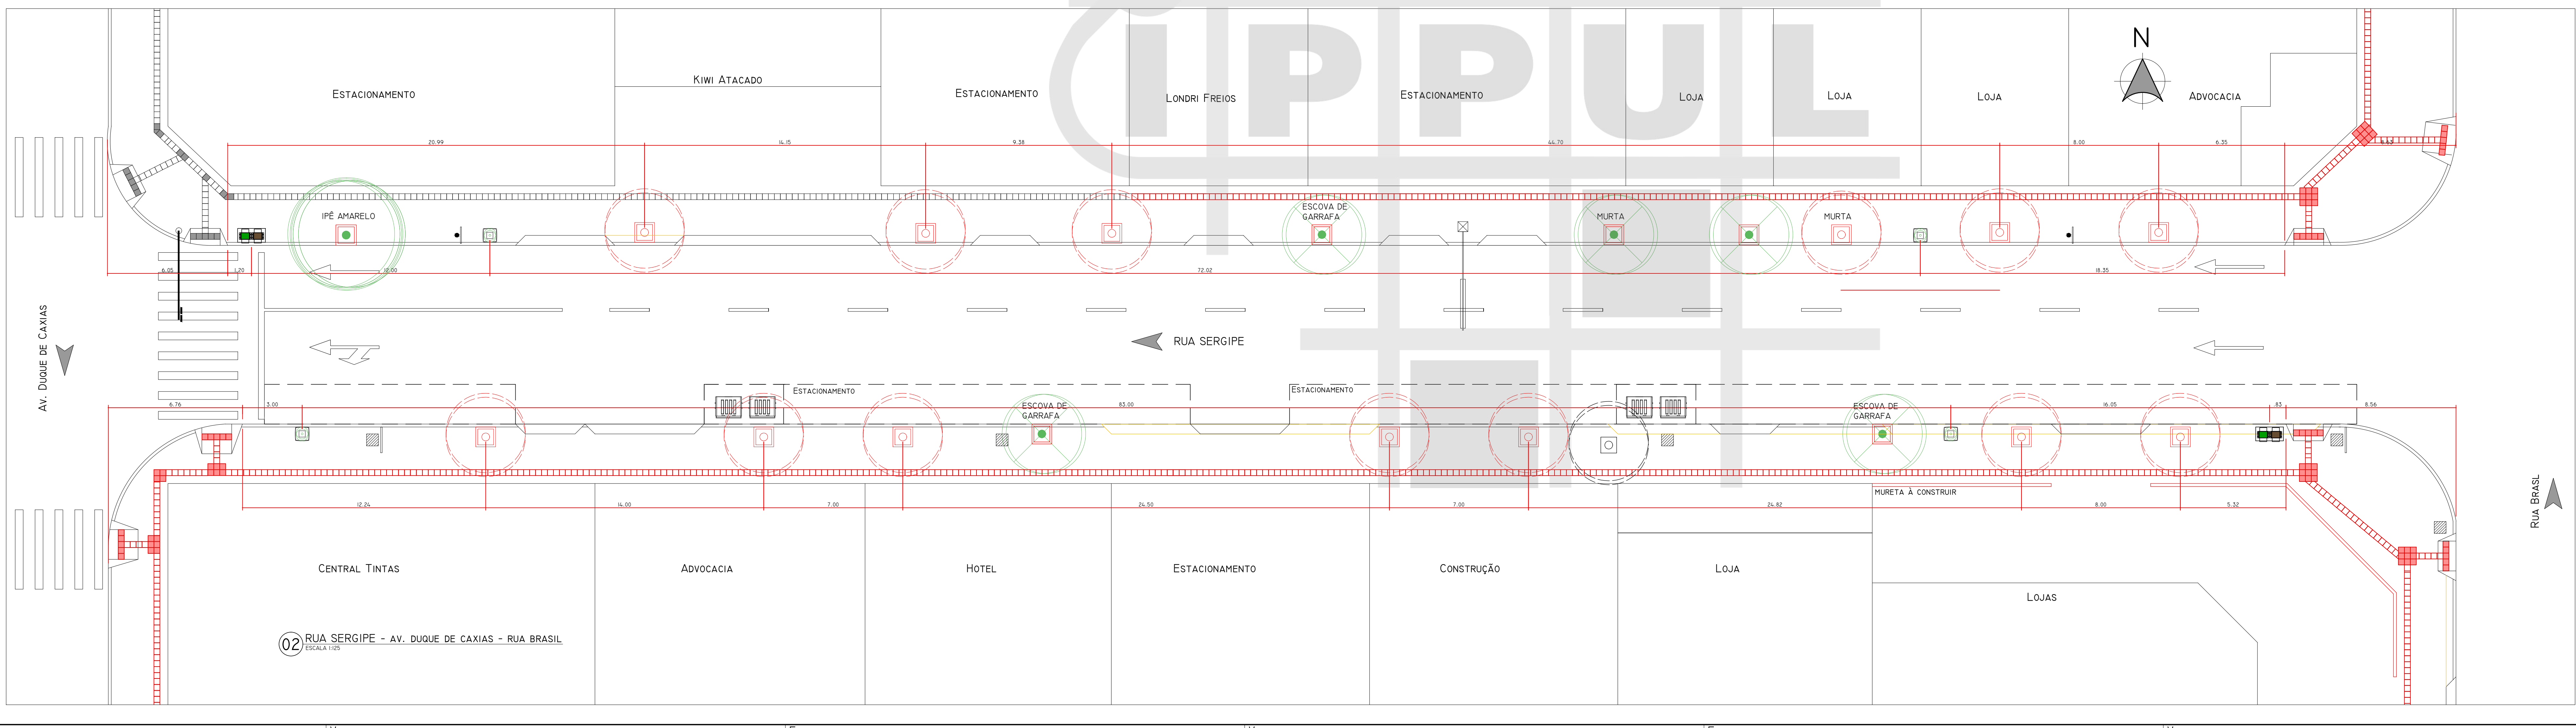 IPPUL
N
ESTACIONAMENTO
KIWI ATACADO
ESTACIONAMENTO
LONDRI FREIOS
ESTACIONAMENTO
LOJA
LOJA
LOJA
ADVOCACIA
20.99
14.15
9.38
44.70
8.00
6.35
IPÊ AMARELO
ESCOVA DE
GARRAFA
MURTA
MURTA
6.05
1.20
12.00
72.02
18.35
AV. DUQUE DE CAXIAS
RUA SERGIPE
ESTACIONAMENTO
ESTACIONAMENTO
6.76
3.00
83.00
16.05
.83
8.56
ESCOVA DE
GARRAFA
ESCOVA DE
GARRAFA
MURETA À CONSTRUIR
12.24
14.00
7.00
24.50
7.00
24.82
8.00
5.32
RUA BRASL
CENTRAL TINTAS
ADVOCACIA
HOTEL
ESTACIONAMENTO
CONSTRUÇÃO
LOJA
LOJAS
02
RUA SERGIPE - AV. DUQUE DE CAXIAS - RUA BRASIL
ESCALA 1:125